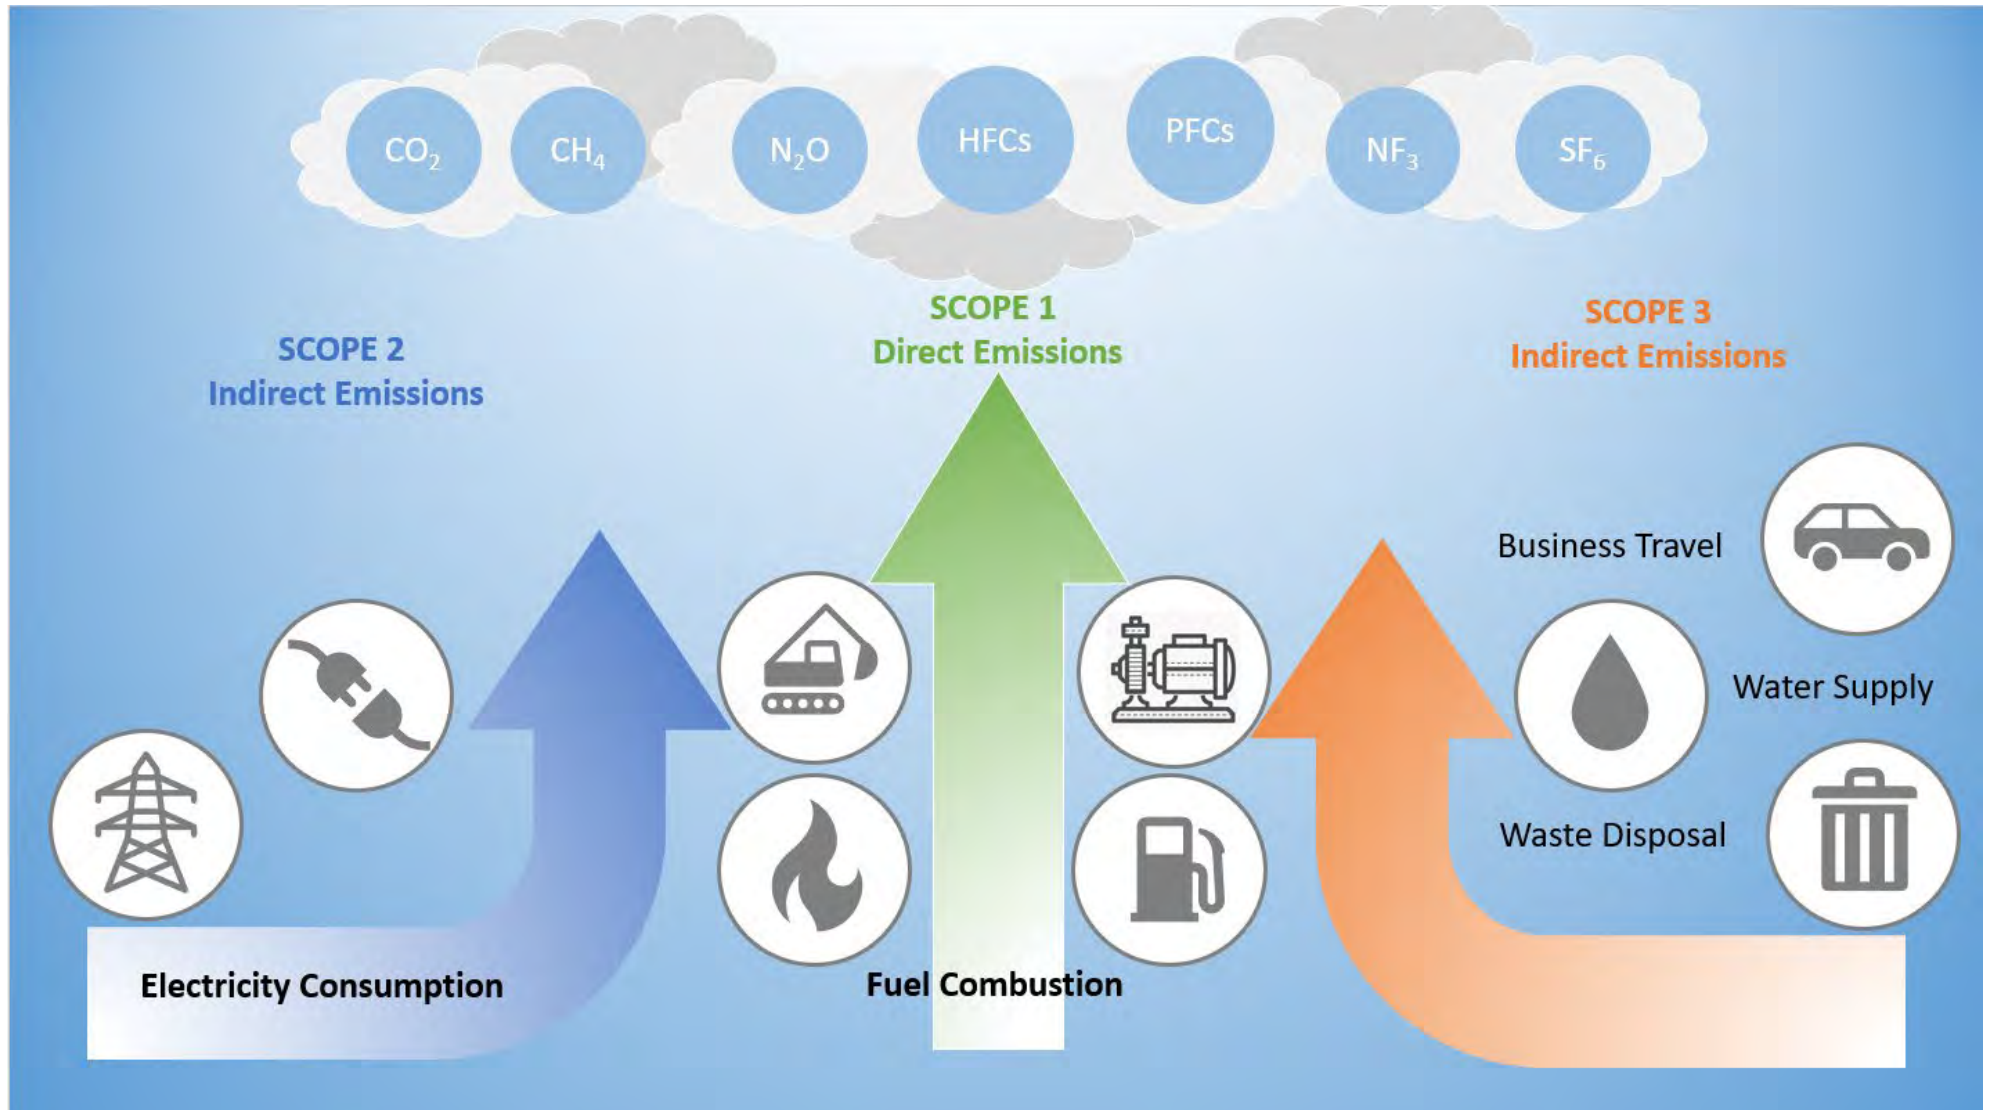 CO₂
CH₄
N₂O
HFCs
PFCs
NF₃
SF₆
SCOPE 2
Indirect Emissions
SCOPE 1
Direct Emissions
SCOPE 3
Indirect Emissions
Business Travel
Water Supply
Waste Disposal
Electricity Consumption
Fuel Combustion